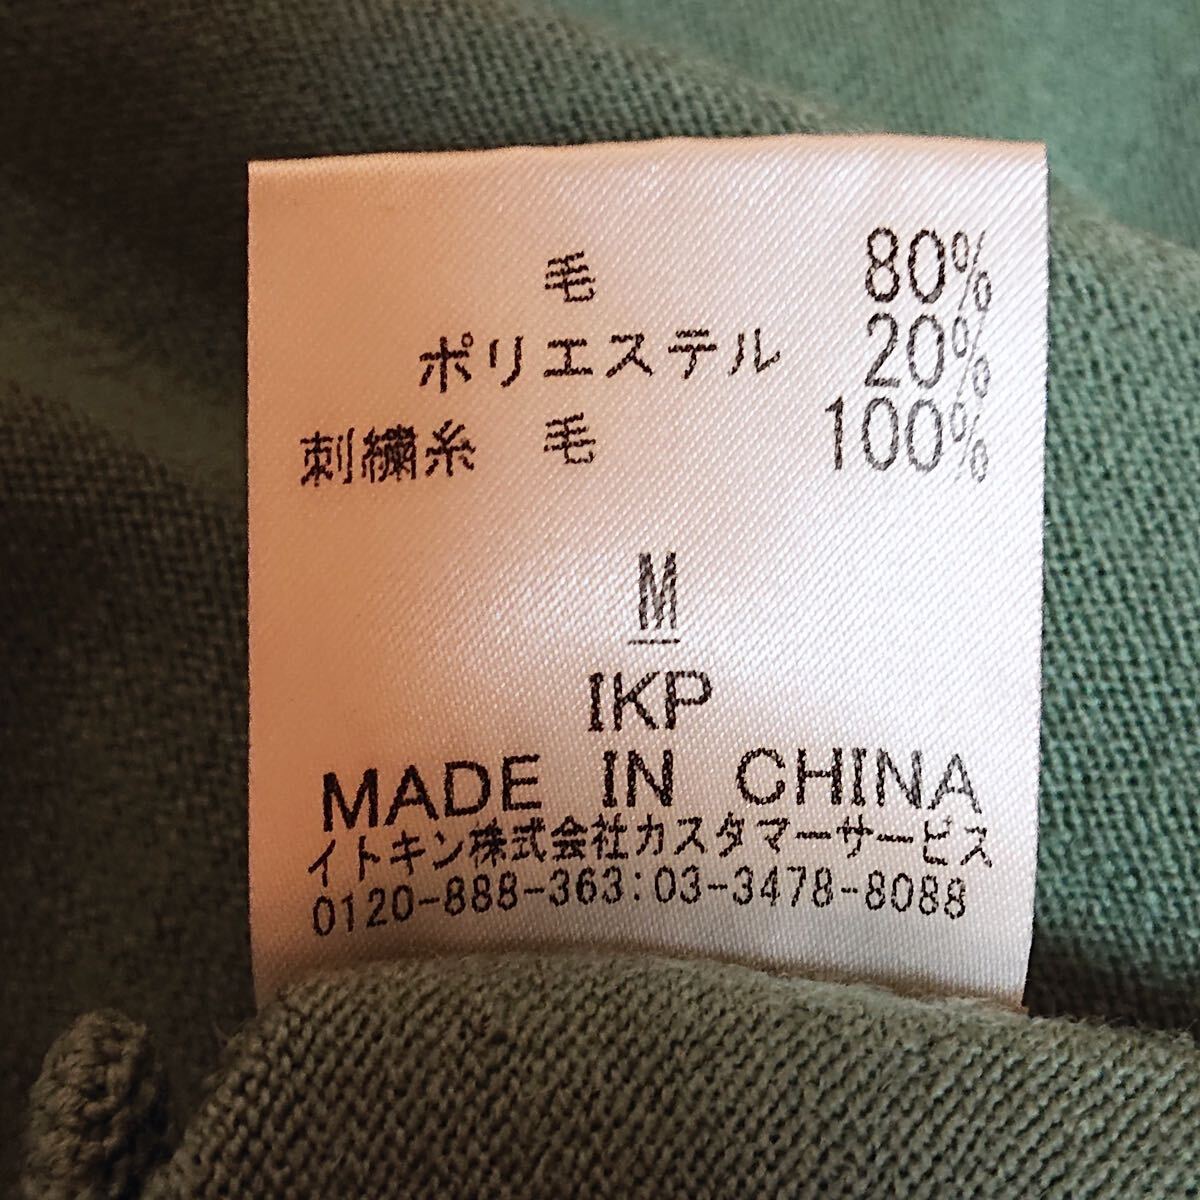 毛 80%
ポリエステル 20%
刺繍糸 毛 100%
M
IKP
MADE IN CHINA
イトキン株式会社カスタマーサービス
0120-888-363:03-3478-8088